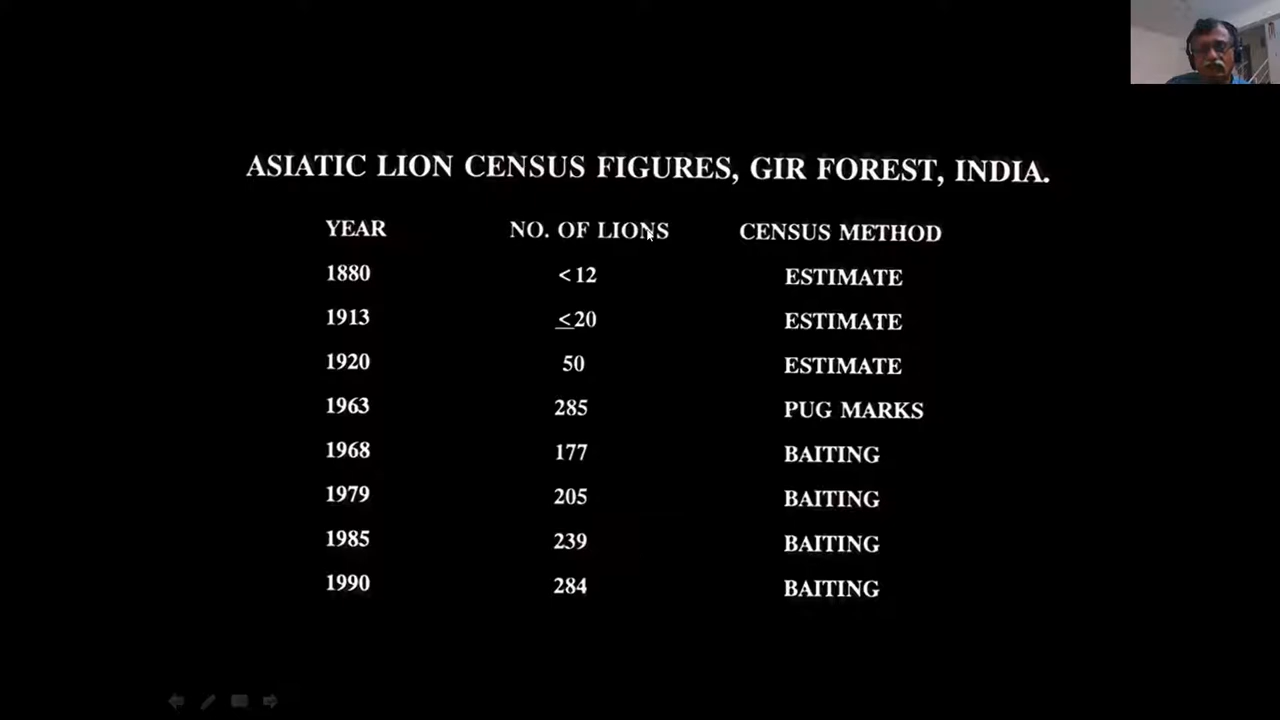 ASIATIC LION CENSUS FIGURES, GIR FOREST, INDIA.
YEAR NO. OF LIONS CENSUS METHOD
1880 <12 ESTIMATE
1913 ≤20 ESTIMATE
1920 50 ESTIMATE
1963 285 PUG MARKS
1968 177 BAITING
1979 205 BAITING
1985 239 BAITING
1990 284 BAITING